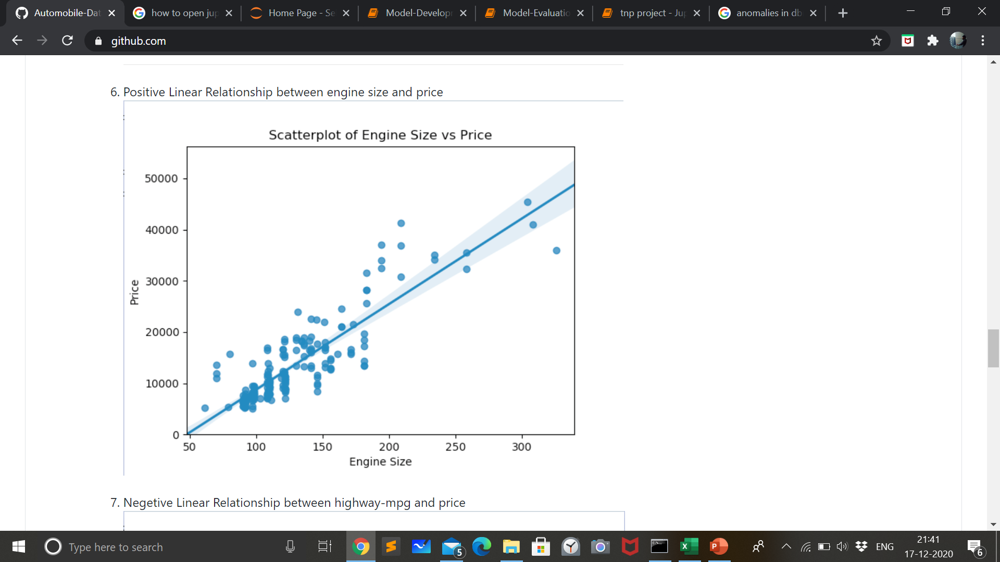 Automobile-Dat
how to open jup
Home Page - Se
Model-Develop
Model-Evaluatio
tnp project - Ju
anomalies in db
github.com
6. Positive Linear Relationship between engine size and price
Scatterplot of Engine Size vs Price
50000
40000
30000
20000
10000
0
Price
50 100 150 200 250 300
Engine Size
7. Negetive Linear Relationship between highway-mpg and price
Type here to search
5
ENG
21:41
17-12-2020
6